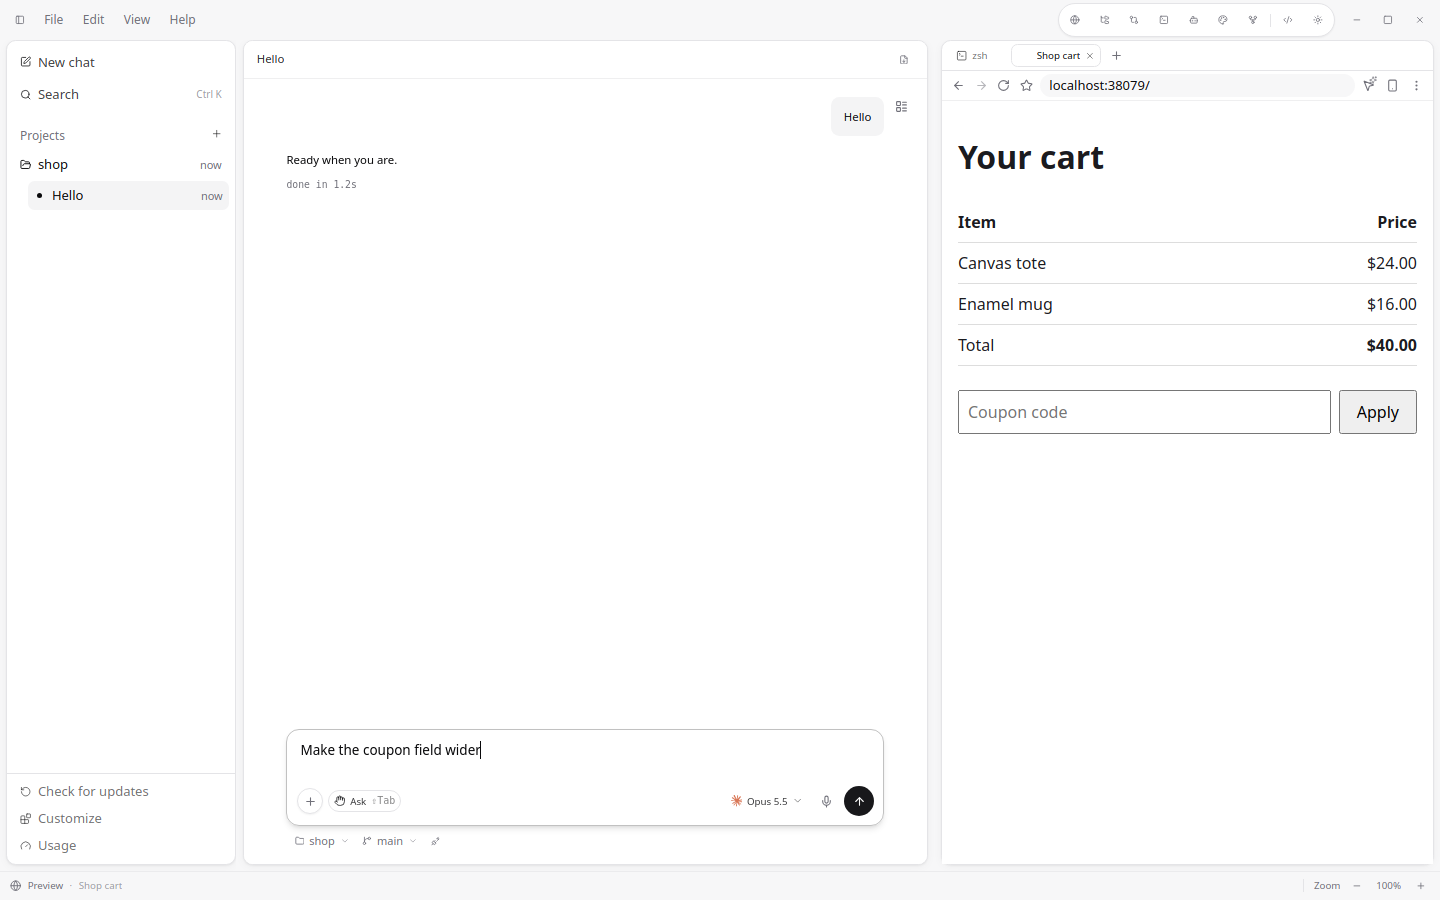 File Edit View Help
New chat
Search Ctrl K
Projects
shop now
Hello now
Check for updates
Customize
Usage
Hello
Hello
Ready when you are.
done in 1.2s
Make the coupon field wider
Ask ⇧Tab
Opus 5.5
shop main
zsh Shop cart
localhost:38079/
Your cart
Item Price
Canvas tote $24.00
Enamel mug $16.00
Total $40.00
Coupon code Apply
Preview · Shop cart
Zoom 100%